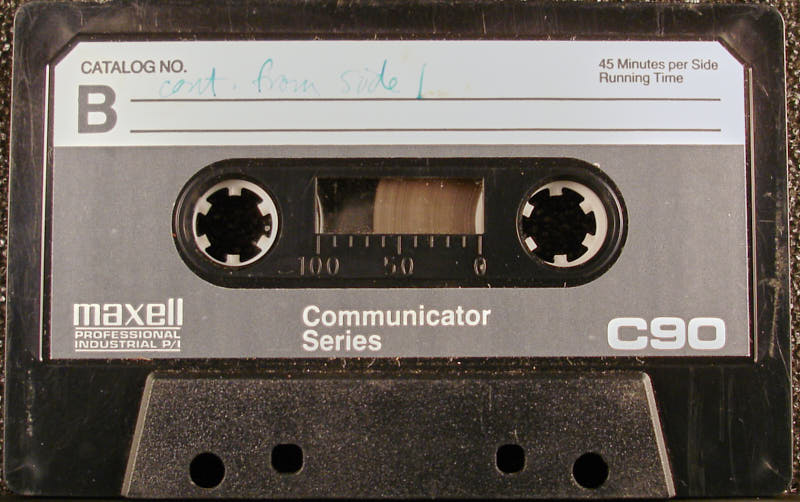 CATALOG NO.
cont. from side 1
45 Minutes per Side
Running Time
B
100 50 0
maxell
PROFESSIONAL
INDUSTRIAL P/I
Communicator
Series
C90